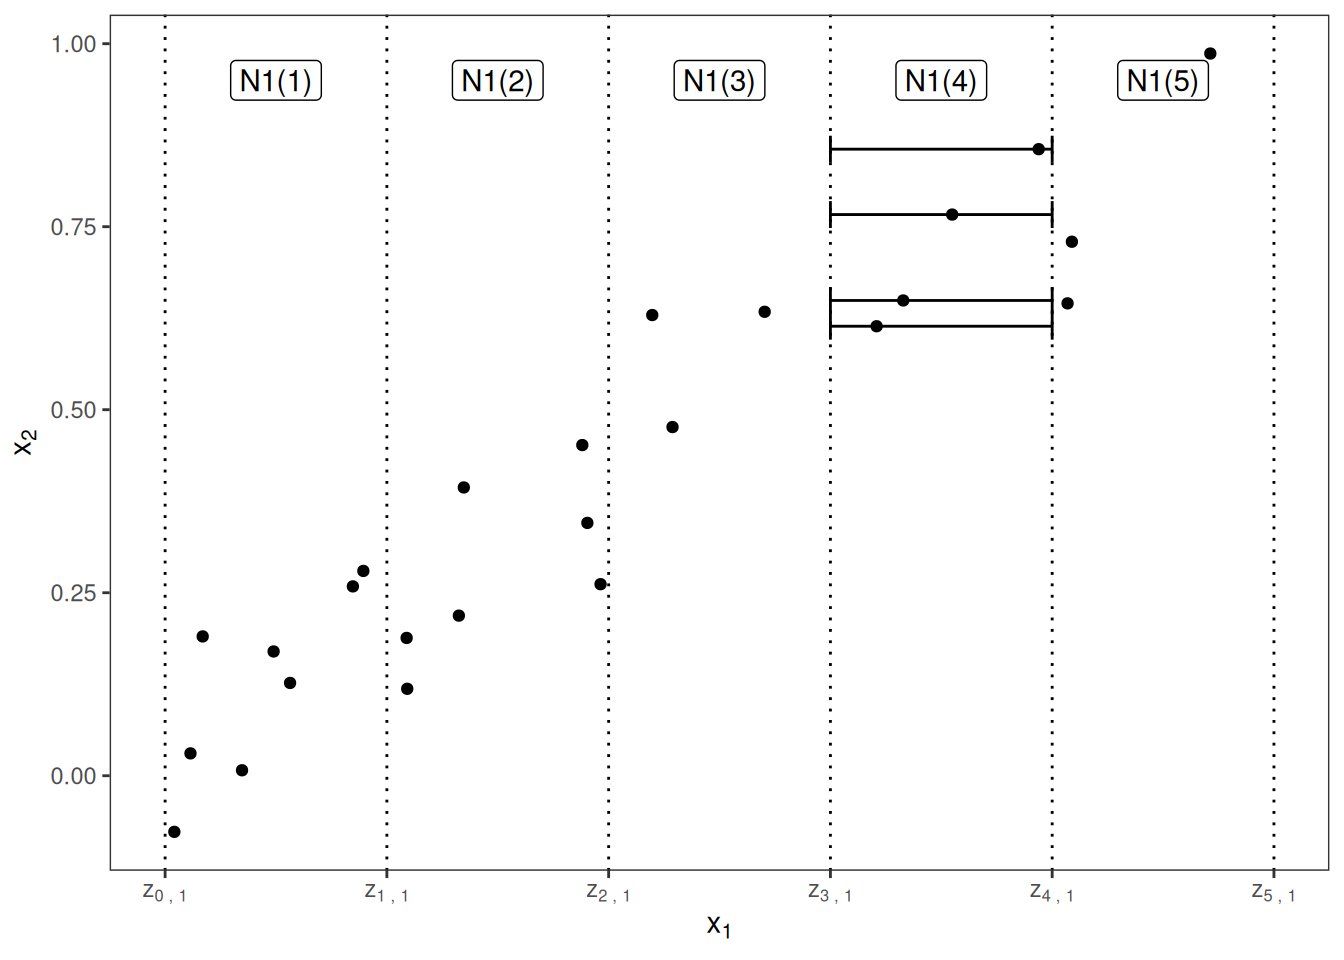 1.00
0.75
0.50
0.25
0.00
x2
N1(1) N1(2) N1(3) N1(4) N1(5)
z0 , 1 z1 , 1 z2 , 1 z3 , 1 z4 , 1 z5 , 1
x1